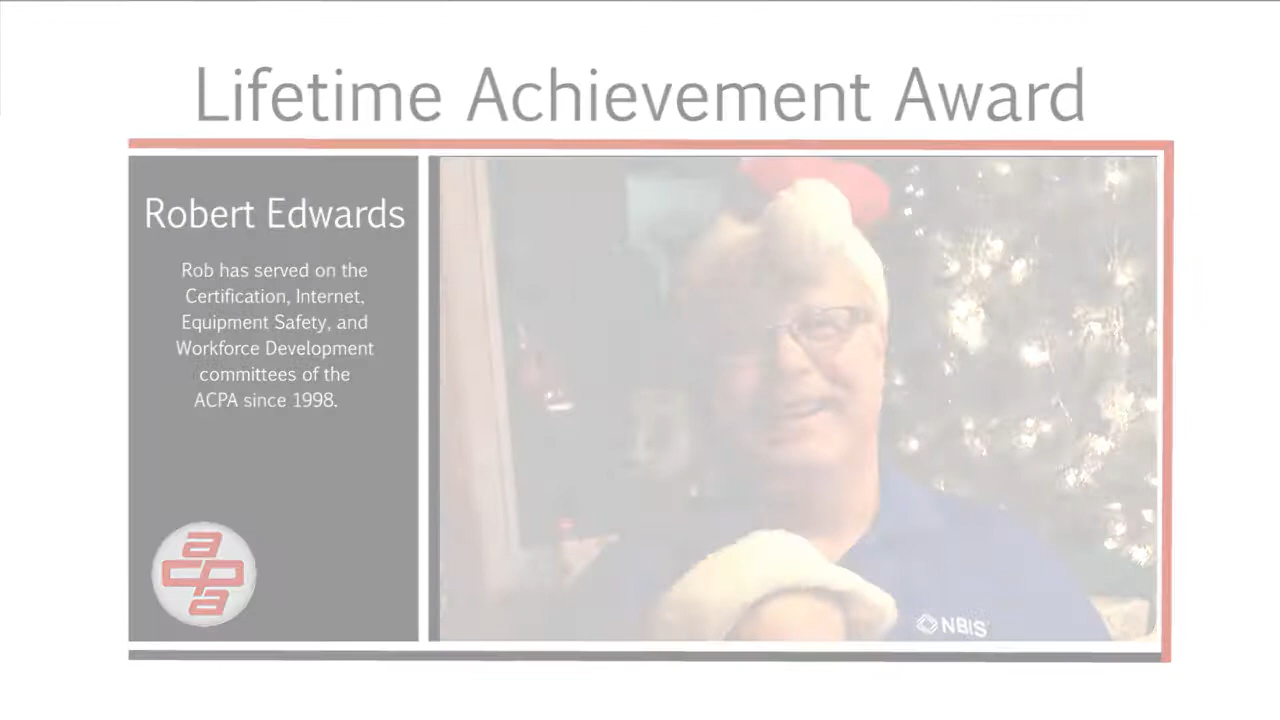 Lifetime Achievement Award
Robert Edwards
Rob has served on the
Certification, Internet,
Equipment Safety, and
Workforce Development
committees of the
ACPA since 1998.
acpa
NBIS